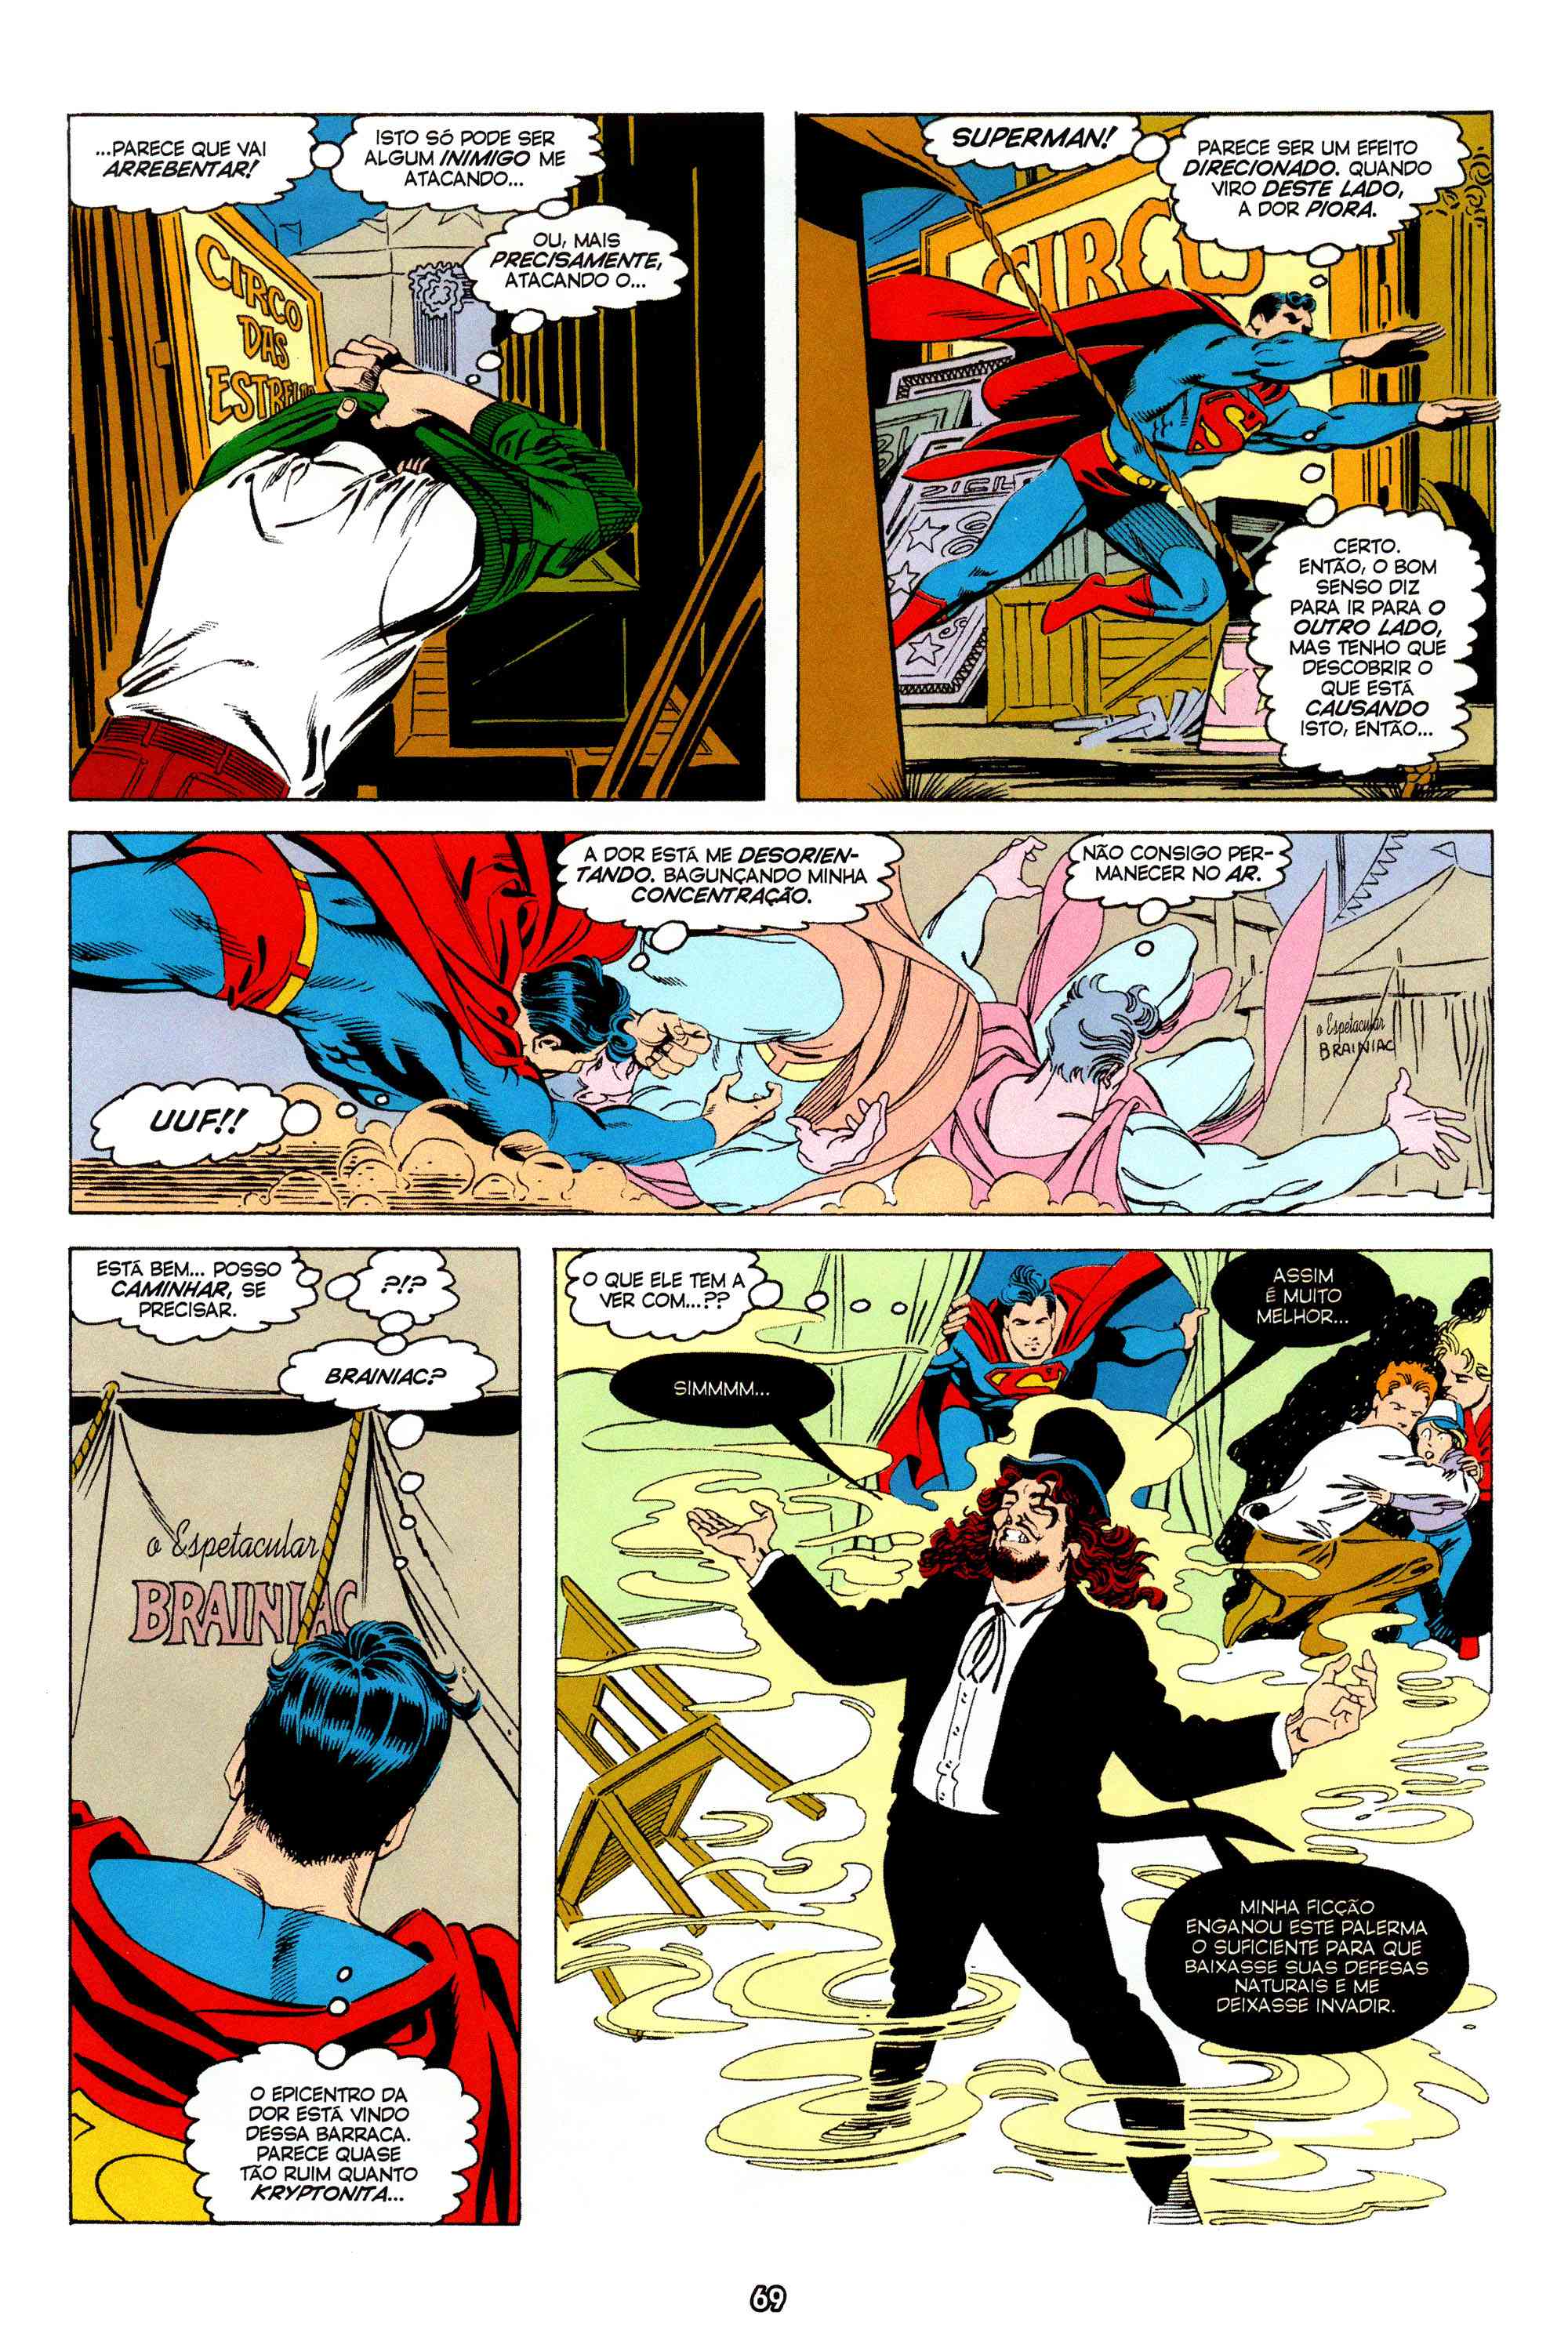 ...PARECE QUE VAI
ARREBENTAR!
ISTO SÓ PODE SER
ALGUM INIMIGO ME
ATACANDO...
OU, MAIS
PRECISAMENTE,
ATACANDO O...
CIRCO
DAS
ESTREL
SUPERMAN!
PARECE SER UM EFEITO
DIRECIONADO. QUANDO
VIRO DESTE LADO,
A DOR PIORA.
CIRCO
CERTO.
ENTÃO, O BOM
SENSO DIZ
PARA IR PARA O
OUTRO LADO,
MAS TENHO QUE
DESCOBRIR O
QUE ESTÁ
CAUSANDO
ISTO, ENTÃO...
A DOR ESTÁ ME DESORIEN-
TANDO. BAGUNÇANDO MINHA
CONCENTRAÇÃO.
NÃO CONSIGO PER-
MANECER NO AR.
UUF!!
o Espetacular
BRAINIAC
ESTÁ BEM... POSSO
CAMINHAR, SE
PRECISAR.
?!?
BRAINIAC?
o Espetacular
BRAINIAC
O EPICENTRO DA
DOR ESTÁ VINDO
DESSA BARRACA.
PARECE QUASE
TÃO RUIM QUANTO
KRYPTONITA...
O QUE ELE TEM A
VER COM...??
SIMMMM...
ASSIM
É MUITO
MELHOR...
MINHA FICÇÃO
ENGANOU ESTE PALERMA
O SUFICIENTE PARA QUE
BAIXASSE SUAS DEFESAS
NATURAIS E ME
DEIXASSE INVADIR.
69